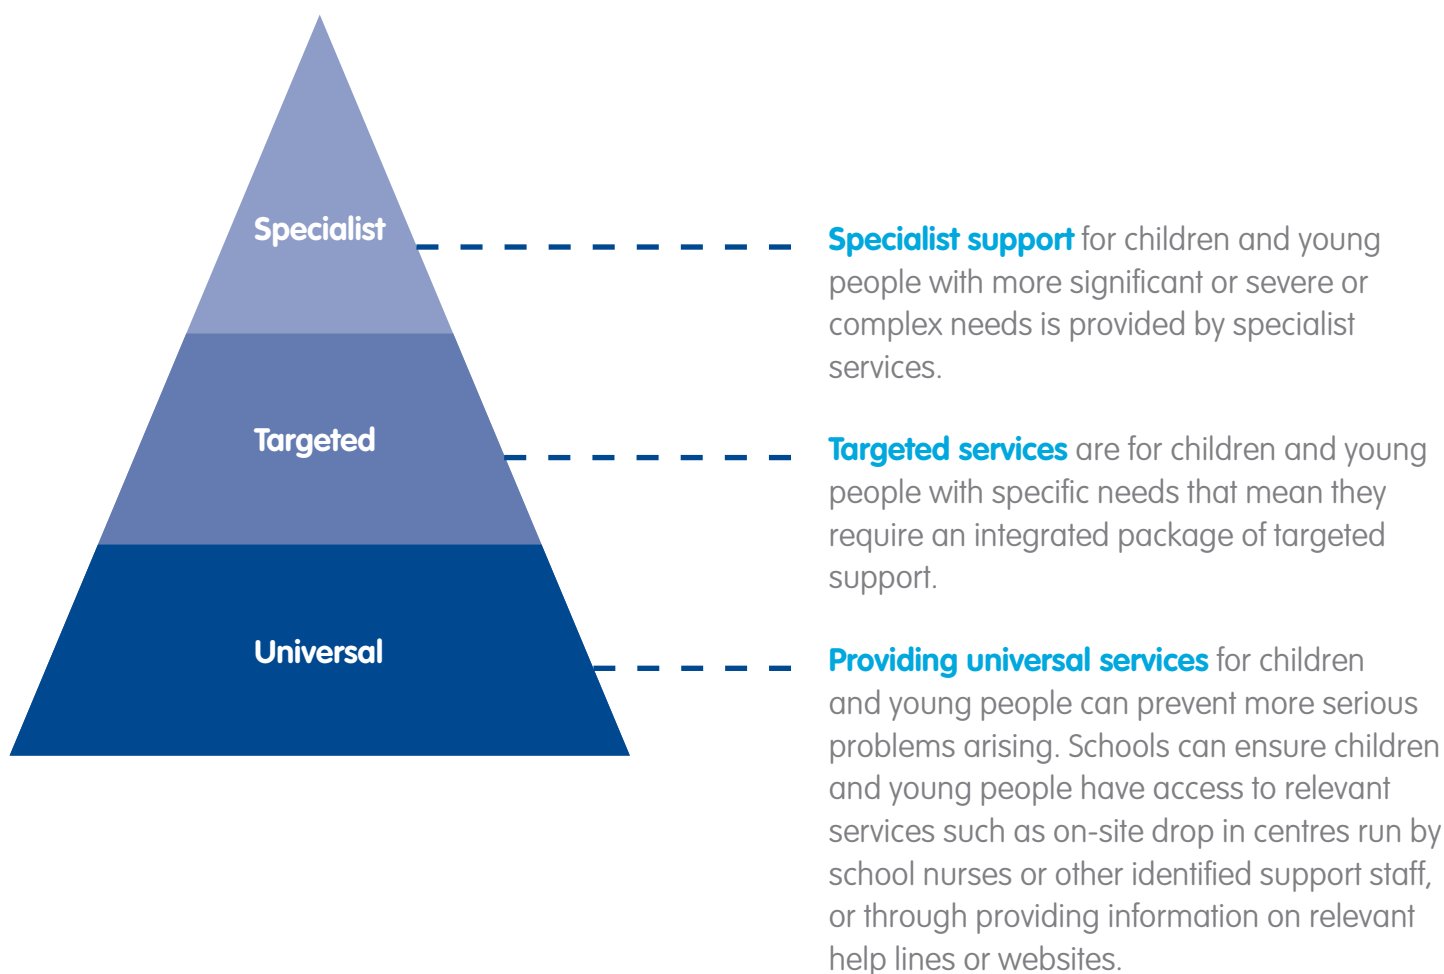 Specialist
Specialist support for children and young
people with more significant or severe or
complex needs is provided by specialist
services.
Targeted
Targeted services are for children and young
people with specific needs that mean they
require an integrated package of targeted
support.
Universal
Providing universal services for children
and young people can prevent more serious
problems arising. Schools can ensure children
and young people have access to relevant
services such as on-site drop in centres run by
school nurses or other identified support staff,
or through providing information on relevant
help lines or websites.